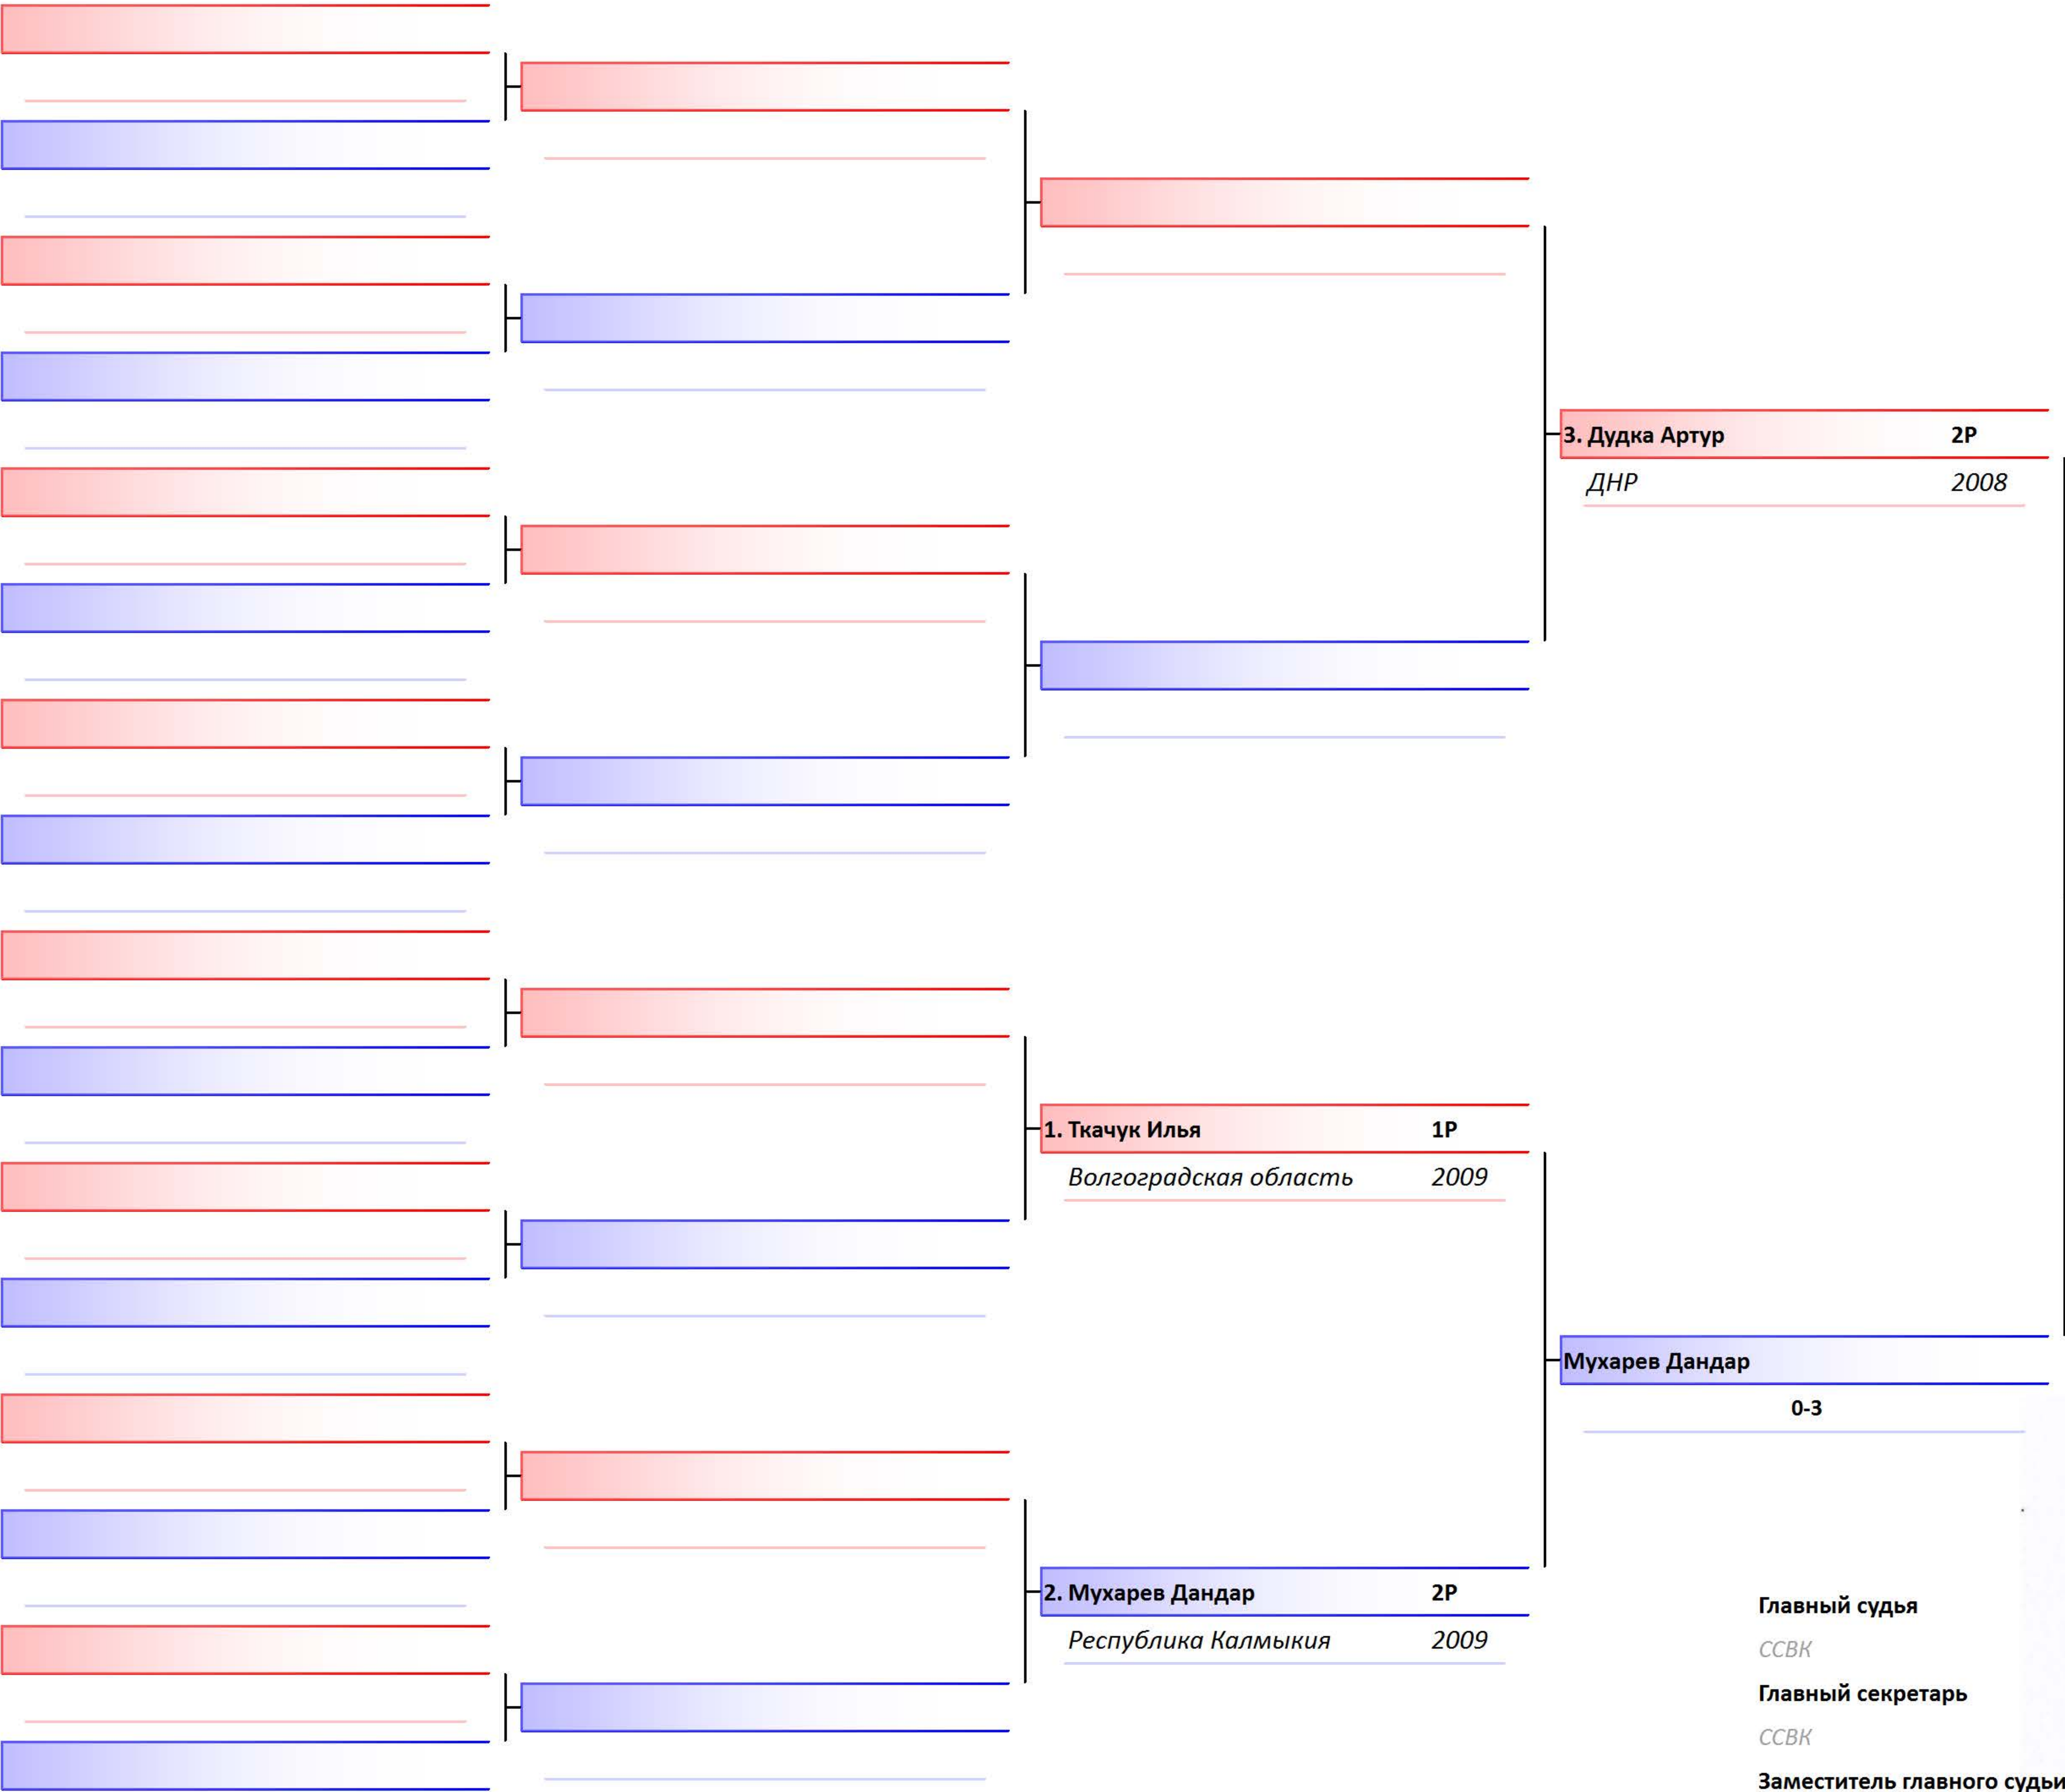 3. Дудка Артур 2Р
ДНР 2008
1. Ткачук Илья 1Р
Волгоградская область 2009
Мухарев Дандар
0-3
2. Мухарев Дандар 2Р
Республика Калмыкия 2009
Главный судья
ССВК
Главный секретарь
ССВК
Заместитель главного судьи